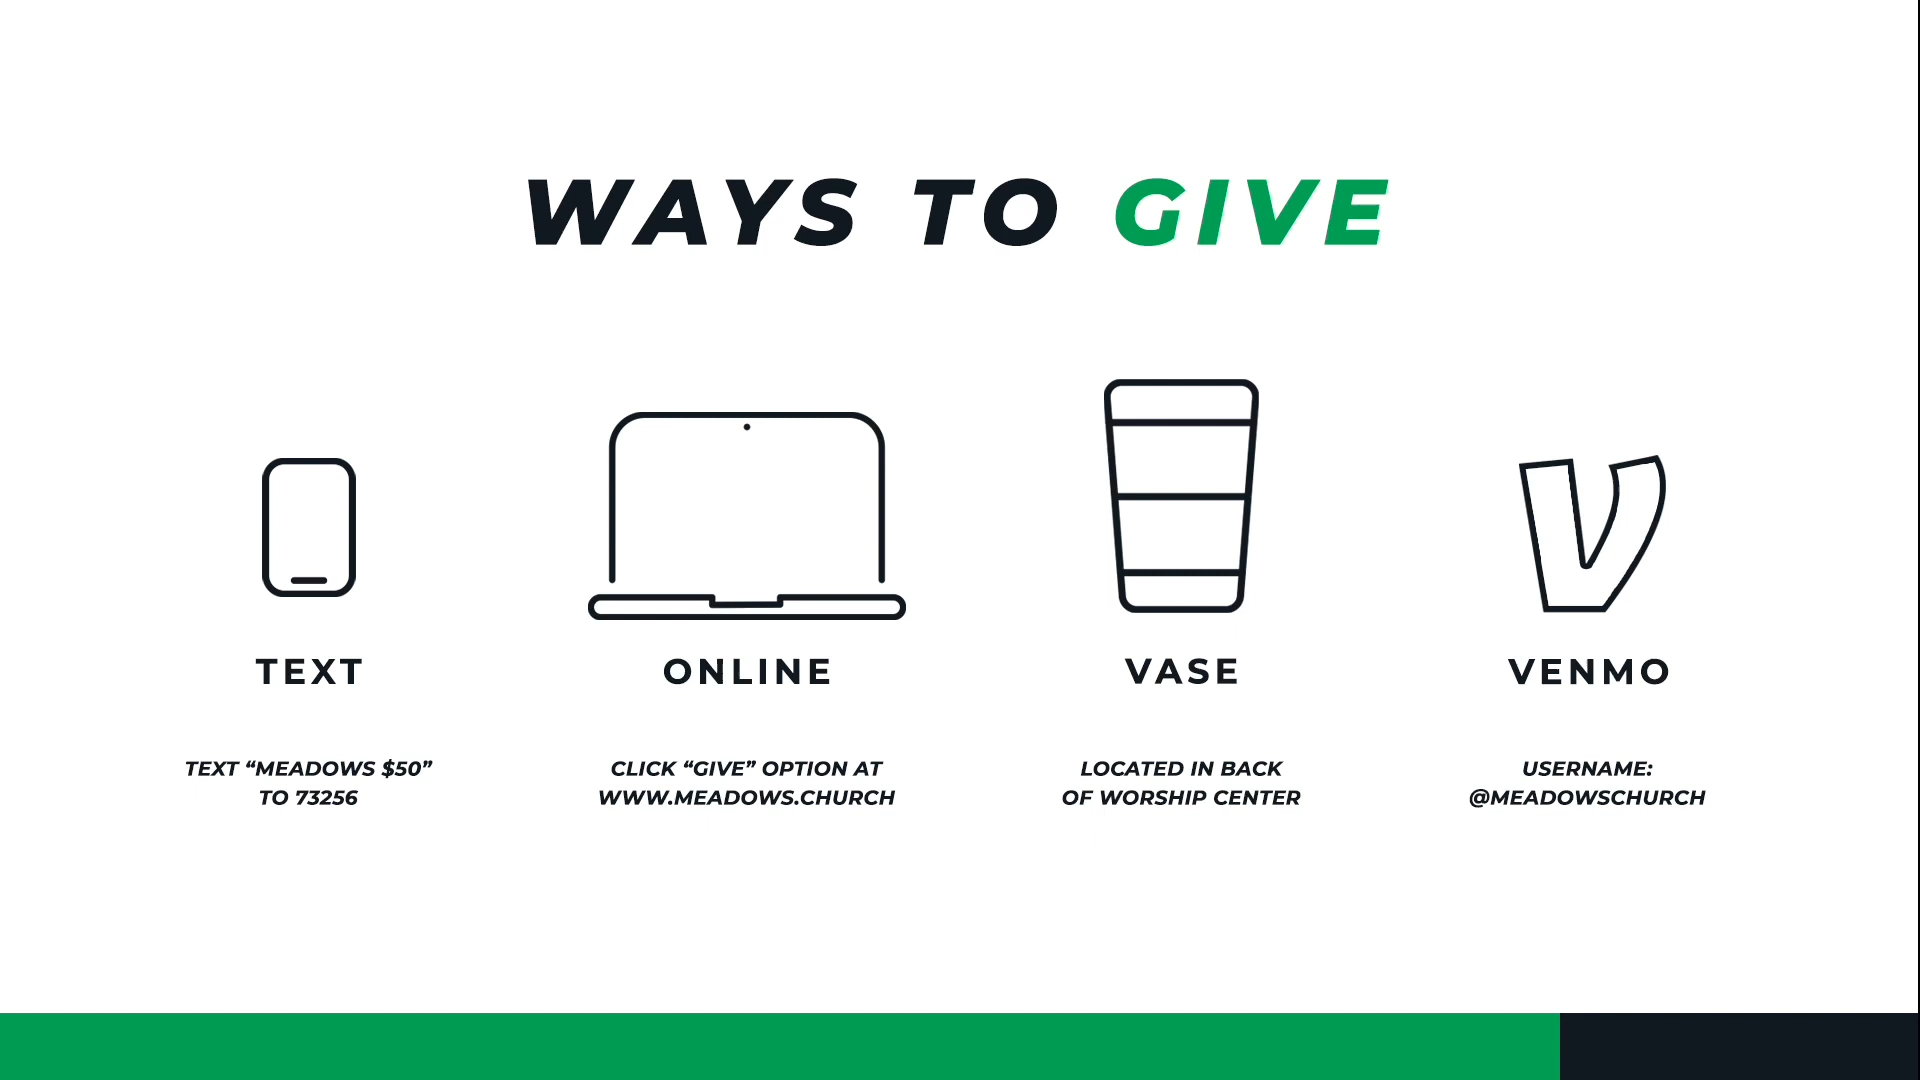 WAYS TO GIVE
TEXT
TEXT “MEADOWS $50”
TO 73256
ONLINE
CLICK “GIVE” OPTION AT
WWW.MEADOWS.CHURCH
VASE
LOCATED IN BACK
OF WORSHIP CENTER
VENMO
USERNAME:
@MEADOWSCHURCH